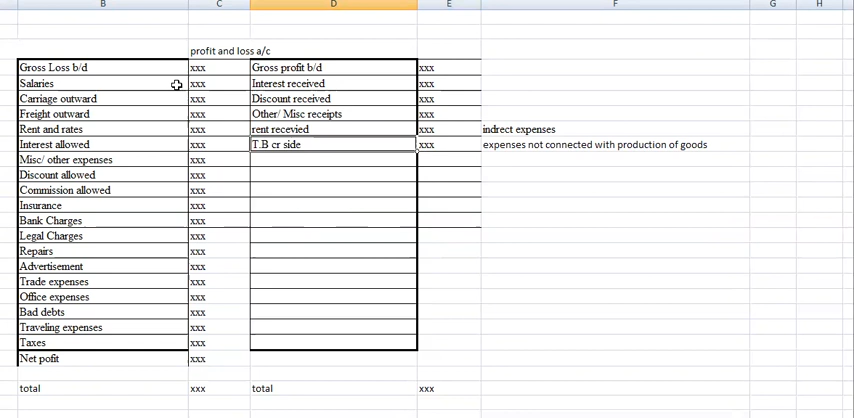 B C D E F G H
profit and loss a/c
Gross Loss b/d xxx Gross profit b/d xxx
Salaries xxx Interest received xxx
Carriage outward xxx Discount received xxx
Freight outward xxx Other/ Misc receipts xxx
Rent and rates xxx rent recevied xxx indrect expenses
Interest allowed xxx T.B cr side xxx expenses not connected with production of goods
Misc/ other expenses xxx
Discount allowed xxx
Commission allowed xxx
Insurance xxx
Bank Charges xxx
Legal Charges xxx
Repairs xxx
Advertisement xxx
Trade expenses xxx
Office expenses xxx
Bad debts xxx
Traveling expenses xxx
Taxes xxx
Net pofit xxx
total xxx total xxx